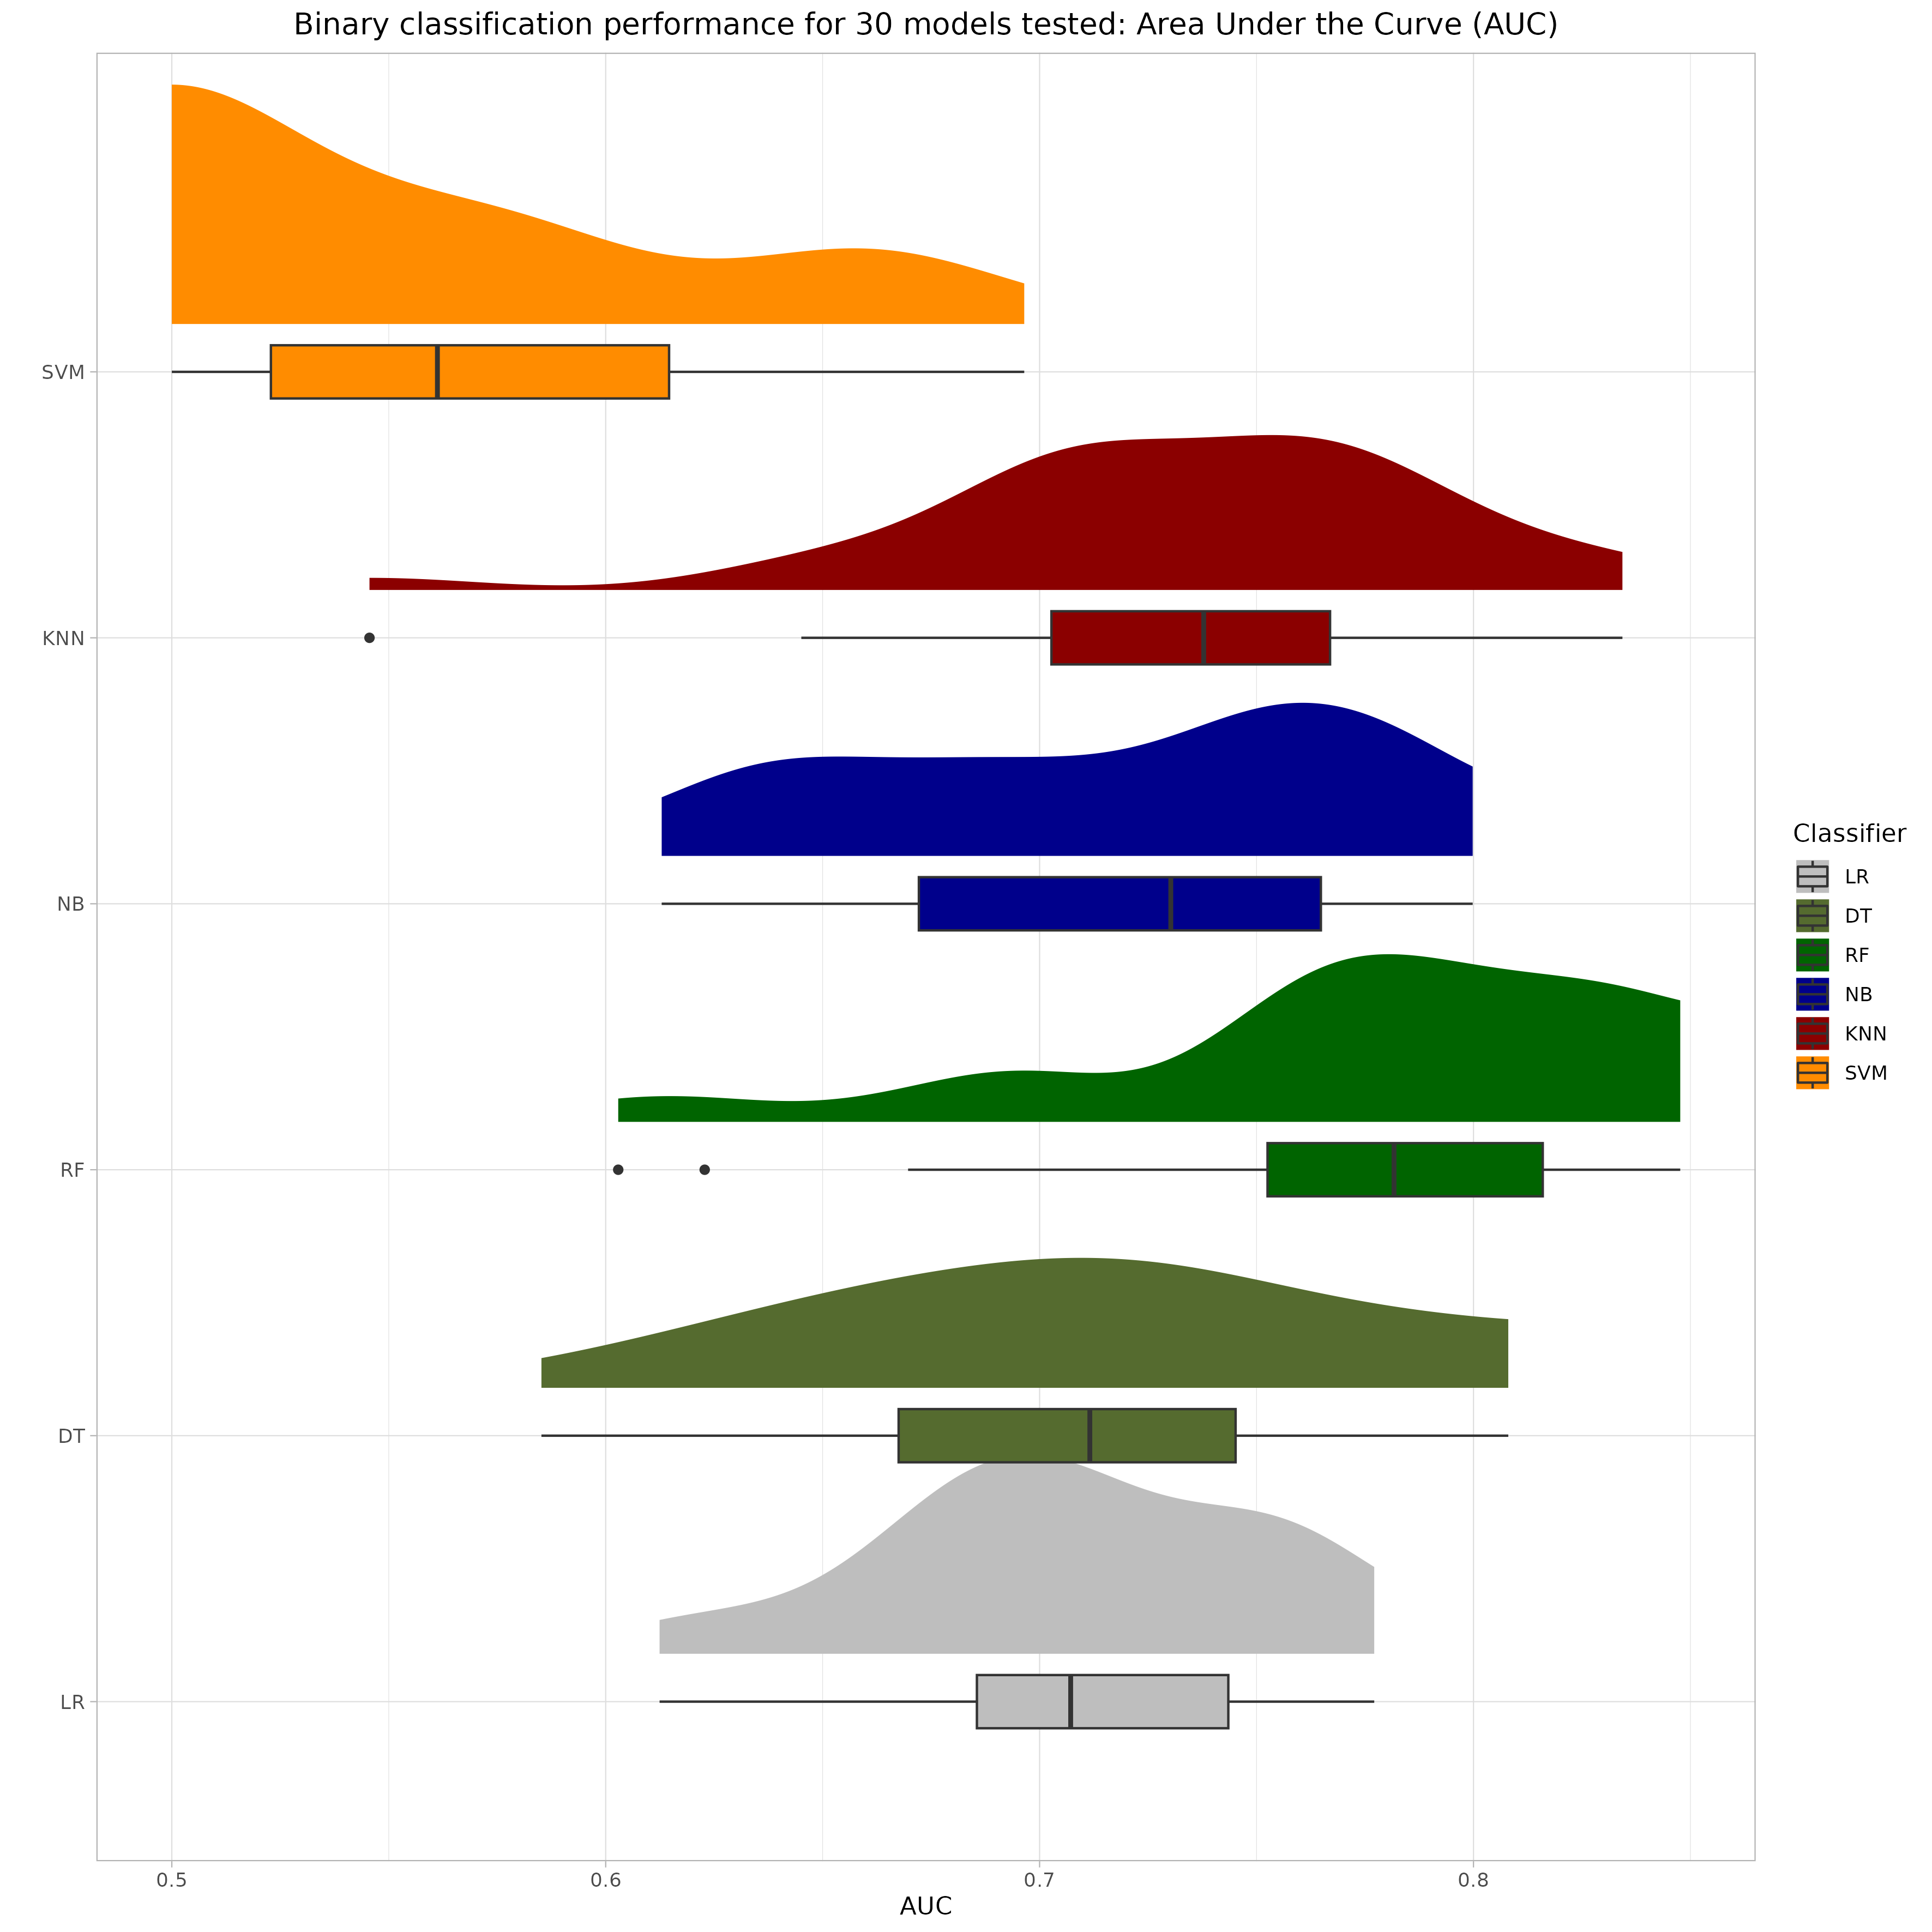 Binary classification performance for 30 models tested: Area Under the Curve (AUC)
SVM
KNN
NB
RF
DT
LR
0.5 0.6 0.7 0.8
AUC
Classifier
LR
DT
RF
NB
KNN
SVM